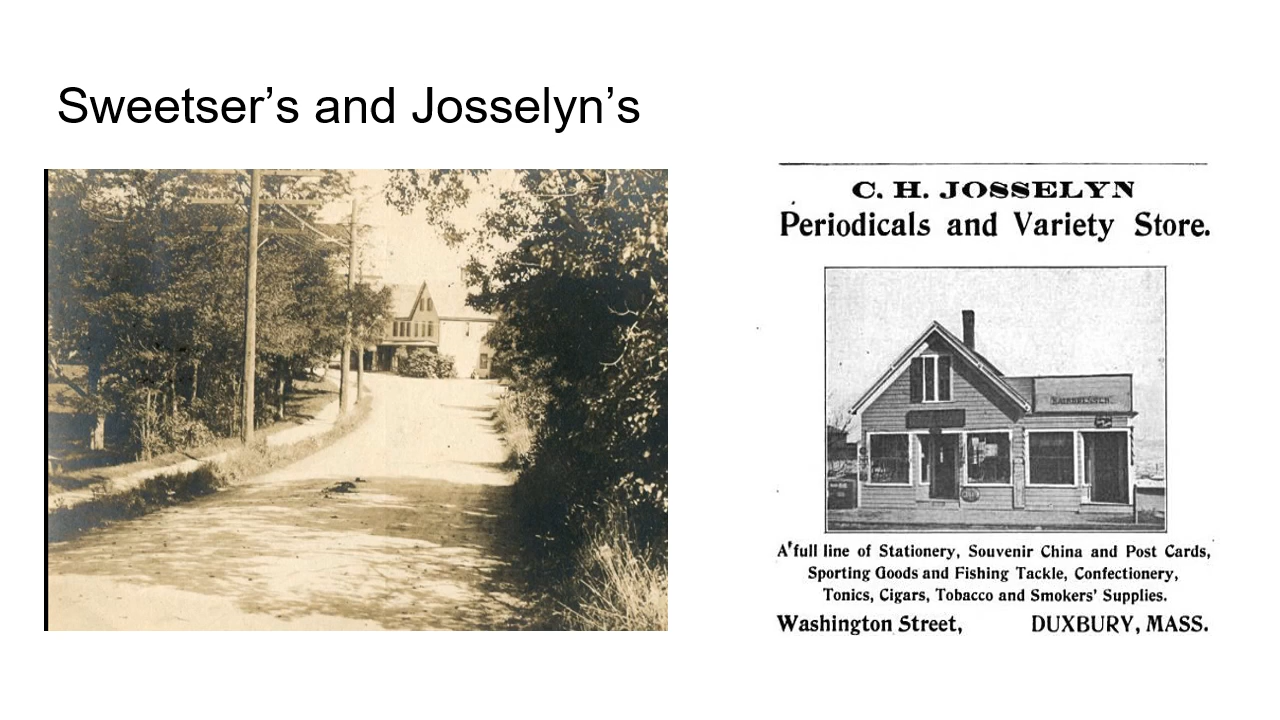 Sweetser’s and Josselyn’s
C. H. JOSSELYN
Periodicals and Variety Store.
A full line of Stationery, Souvenir China and Post Cards,
Sporting Goods and Fishing Tackle, Confectionery,
Tonics, Cigars, Tobacco and Smokers' Supplies.
Washington Street, DUXBURY, MASS.